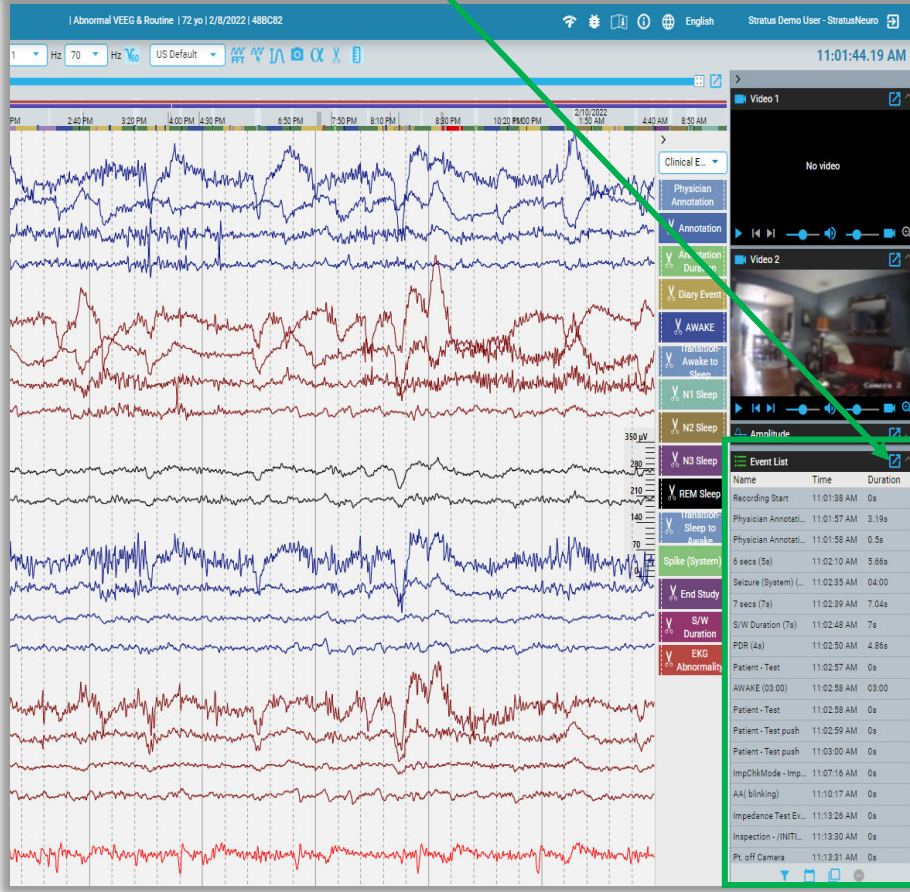 | Abnormal VEEG & Routine | 72 yo | 2/8/2022 | 48BC82
English
Stratus Demo User - StratusNeuro
1 Hz 70 Hz V60 US Default FFT α
11:01:44.19 AM
2/10/2022
PM 2:40 PM 3:20 PM 4:00 PM 4:30 PM 6:50 PM 7:30 PM 8:10 PM 8:30 PM 10:20 PM 1:50 AM 4:40 AM 8:50 AM
Clinical E...
Physician
Annotation
Annotation
Annotation
Duration
Diary Event
AWAKE
Transition-
Awake to
Sleep
N1 Sleep
N2 Sleep
N3 Sleep
REM Sleep
Transition-
Sleep to
Awake
Spike (System)
End Study
S/W
Duration
EKG
Abnormality
350 μV
280
210
140
70
0
Video 1
No video
Video 2
Camera 2
Amplitude
Event List
Name Time Duration
Recording Start 11:01:38 AM 0s
Physician Annotati... 11:01:57 AM 3.19s
Physician Annotati... 11:01:58 AM 0.5s
6 secs (5s) 11:02:10 AM 5.66s
Seizure (System) (... 11:02:35 AM 04:00
7 secs (7s) 11:02:39 AM 7.04s
S/W Duration (7s) 11:02:48 AM 7s
PDR (4s) 11:02:50 AM 4.86s
Patient - Test 11:02:57 AM 0s
AWAKE (03:00) 11:02:58 AM 03:00
Patient - Test 11:02:58 AM 0s
Patient - Test push 11:02:59 AM 0s
Patient - Test push 11:03:00 AM 0s
ImpChkMode - Imp... 11:07:16 AM 0s
AA( blinking) 11:10:17 AM 0s
Impedance Test Ev... 11:13:26 AM 0s
Inspection - /INITI... 11:13:30 AM 0s
Pt. off Camera 11:13:31 AM 0s